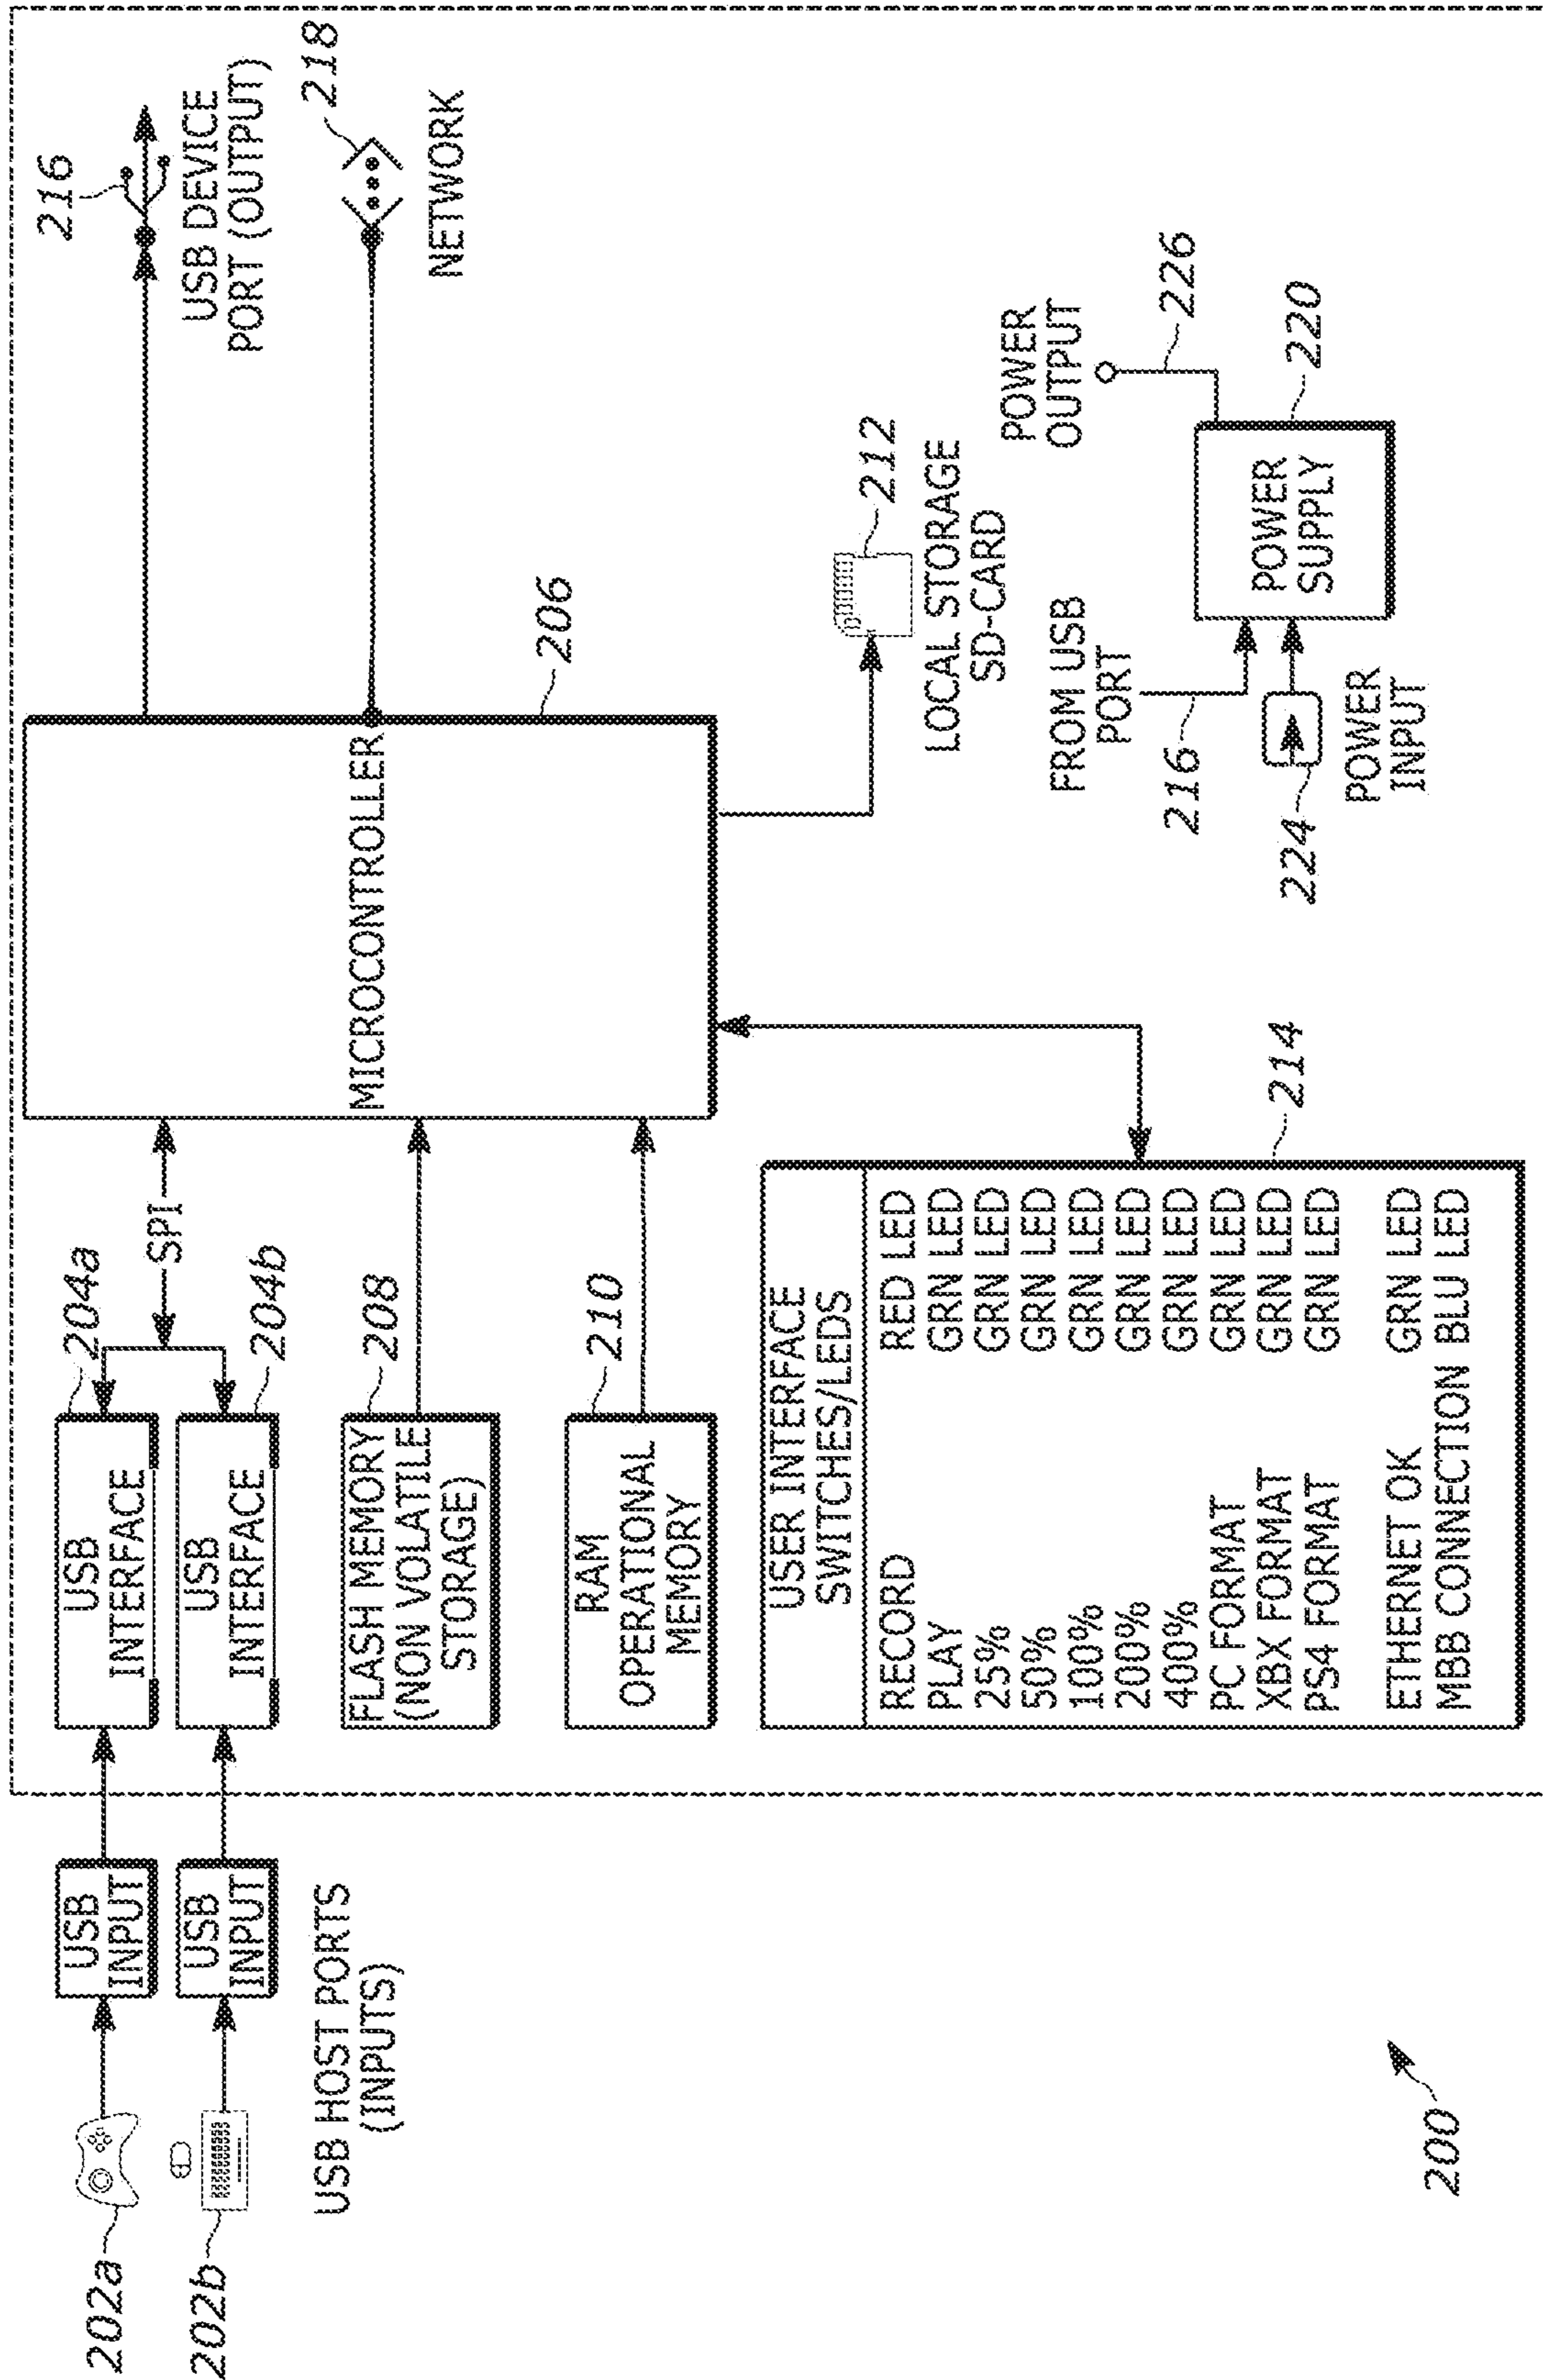 202a
202b
USB HOST PORTS
(INPUTS)
200
USB
INPUT
USB
INPUT
204a
USB
INTERFACE
USB
INTERFACE
204b
SPI
208
FLASH MEMORY
(NON VOLATILE
STORAGE)
210
RAM
OPERATIONAL
MEMORY
USER INTERFACE
SWITCHES/LEDS
RECORD RED LED
PLAY GRN LED
25% GRN LED
50% GRN LED
100% GRN LED
200% GRN LED
400% GRN LED
PC FORMAT GRN LED
XBX FORMAT GRN LED
PS4 FORMAT GRN LED
ETHERNET OK GRN LED
MBB CONNECTION BLU LED
214
MICROCONTROLLER
206
216
USB DEVICE
PORT (OUTPUT)
218
NETWORK
212
LOCAL STORAGE
SD-CARD
FROM USB
PORT
216
224
POWER
INPUT
POWER
OUTPUT
226
POWER
SUPPLY
220